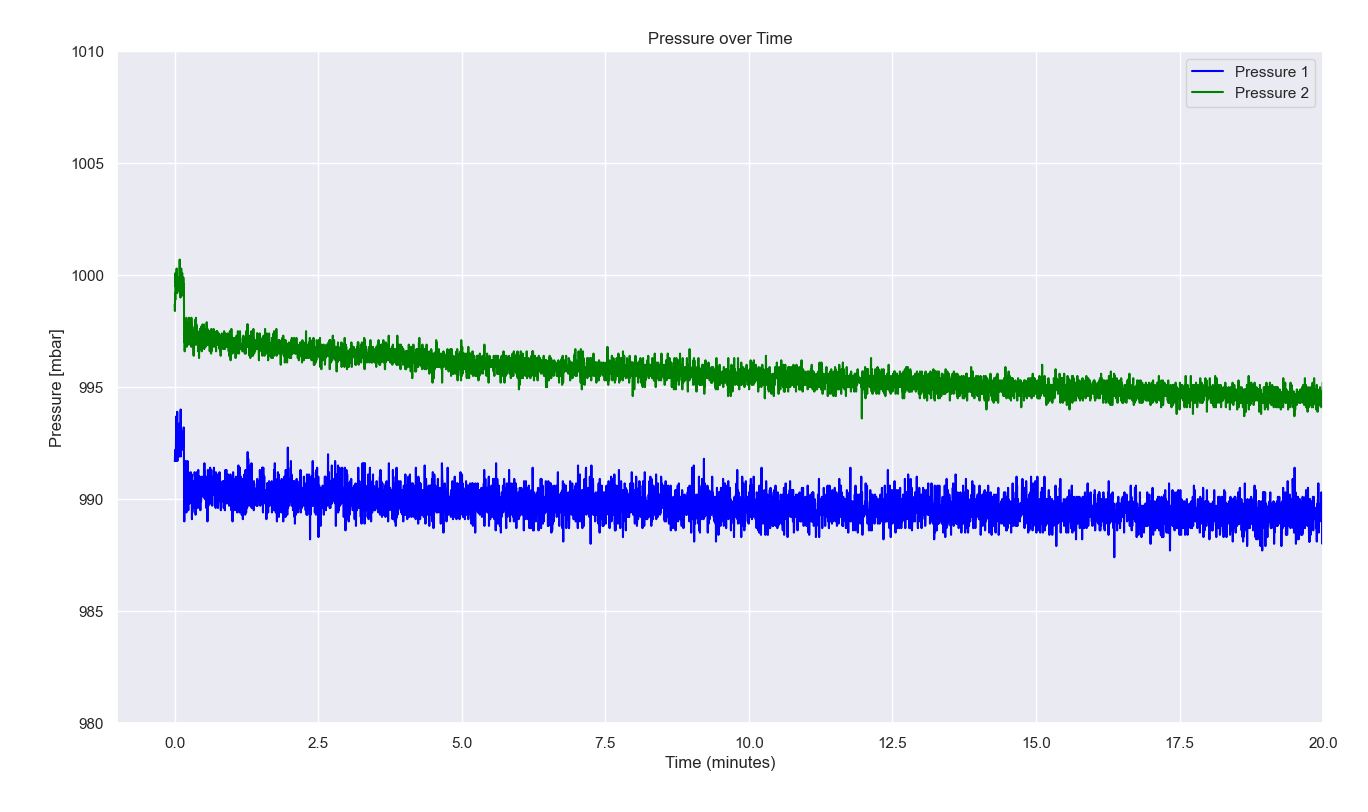 Pressure over Time
Pressure 1
Pressure 2
1010
1005
1000
995
990
985
980
Pressure [mbar]
0.0 2.5 5.0 7.5 10.0 12.5 15.0 17.5 20.0
Time (minutes)